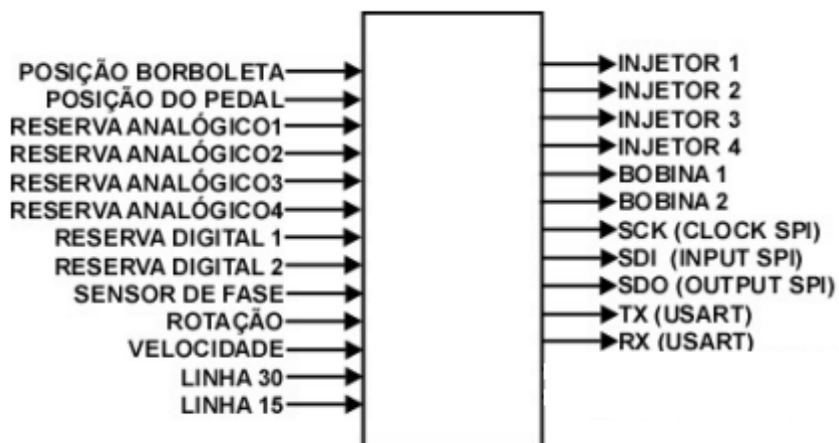 POSIÇÃO BORBOLETA
POSIÇÃO DO PEDAL
RESERVA ANALÓGICO1
RESERVA ANALÓGICO2
RESERVA ANALÓGICO3
RESERVA ANALÓGICO4
RESERVA DIGITAL 1
RESERVA DIGITAL 2
SENSOR DE FASE
ROTAÇÃO
VELOCIDADE
LINHA 30
LINHA 15
INJETOR 1
INJETOR 2
INJETOR 3
INJETOR 4
BOBINA 1
BOBINA 2
SCK (CLOCK SPI)
SDI (INPUT SPI)
SDO (OUTPUT SPI)
TX (USART)
RX (USART)